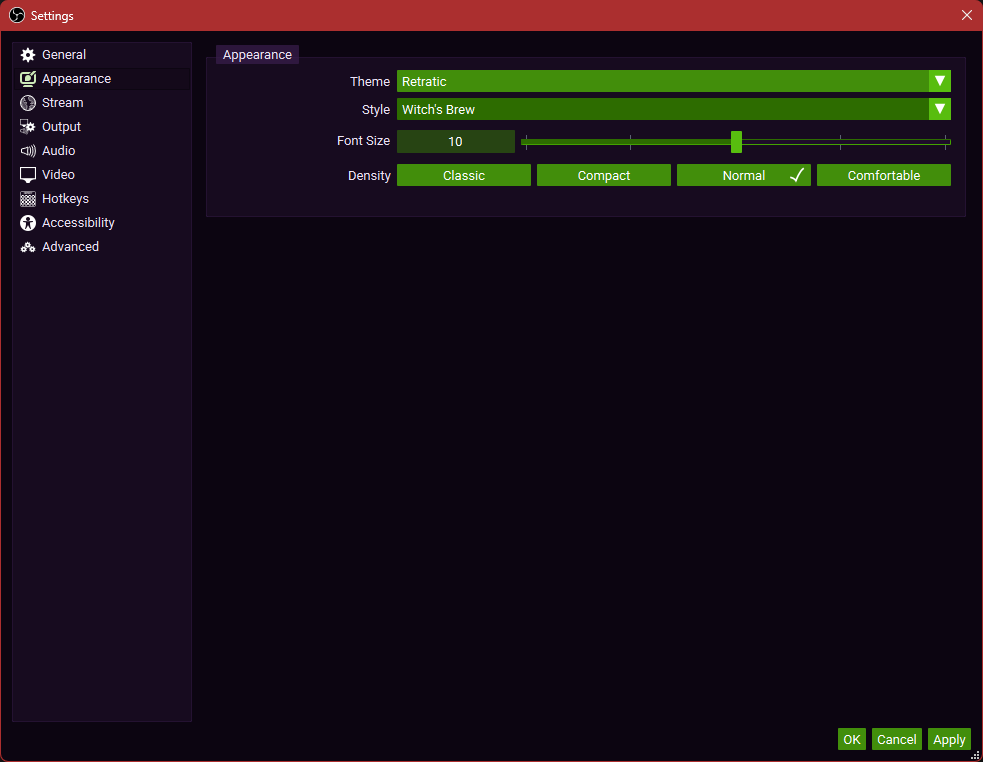 Settings
General
Appearance
Stream
Output
Audio
Video
Hotkeys
Accessibility
Advanced
Appearance
Theme Retratic
Style Witch's Brew
Font Size 10
Density Classic Compact Normal Comfortable
OK Cancel Apply